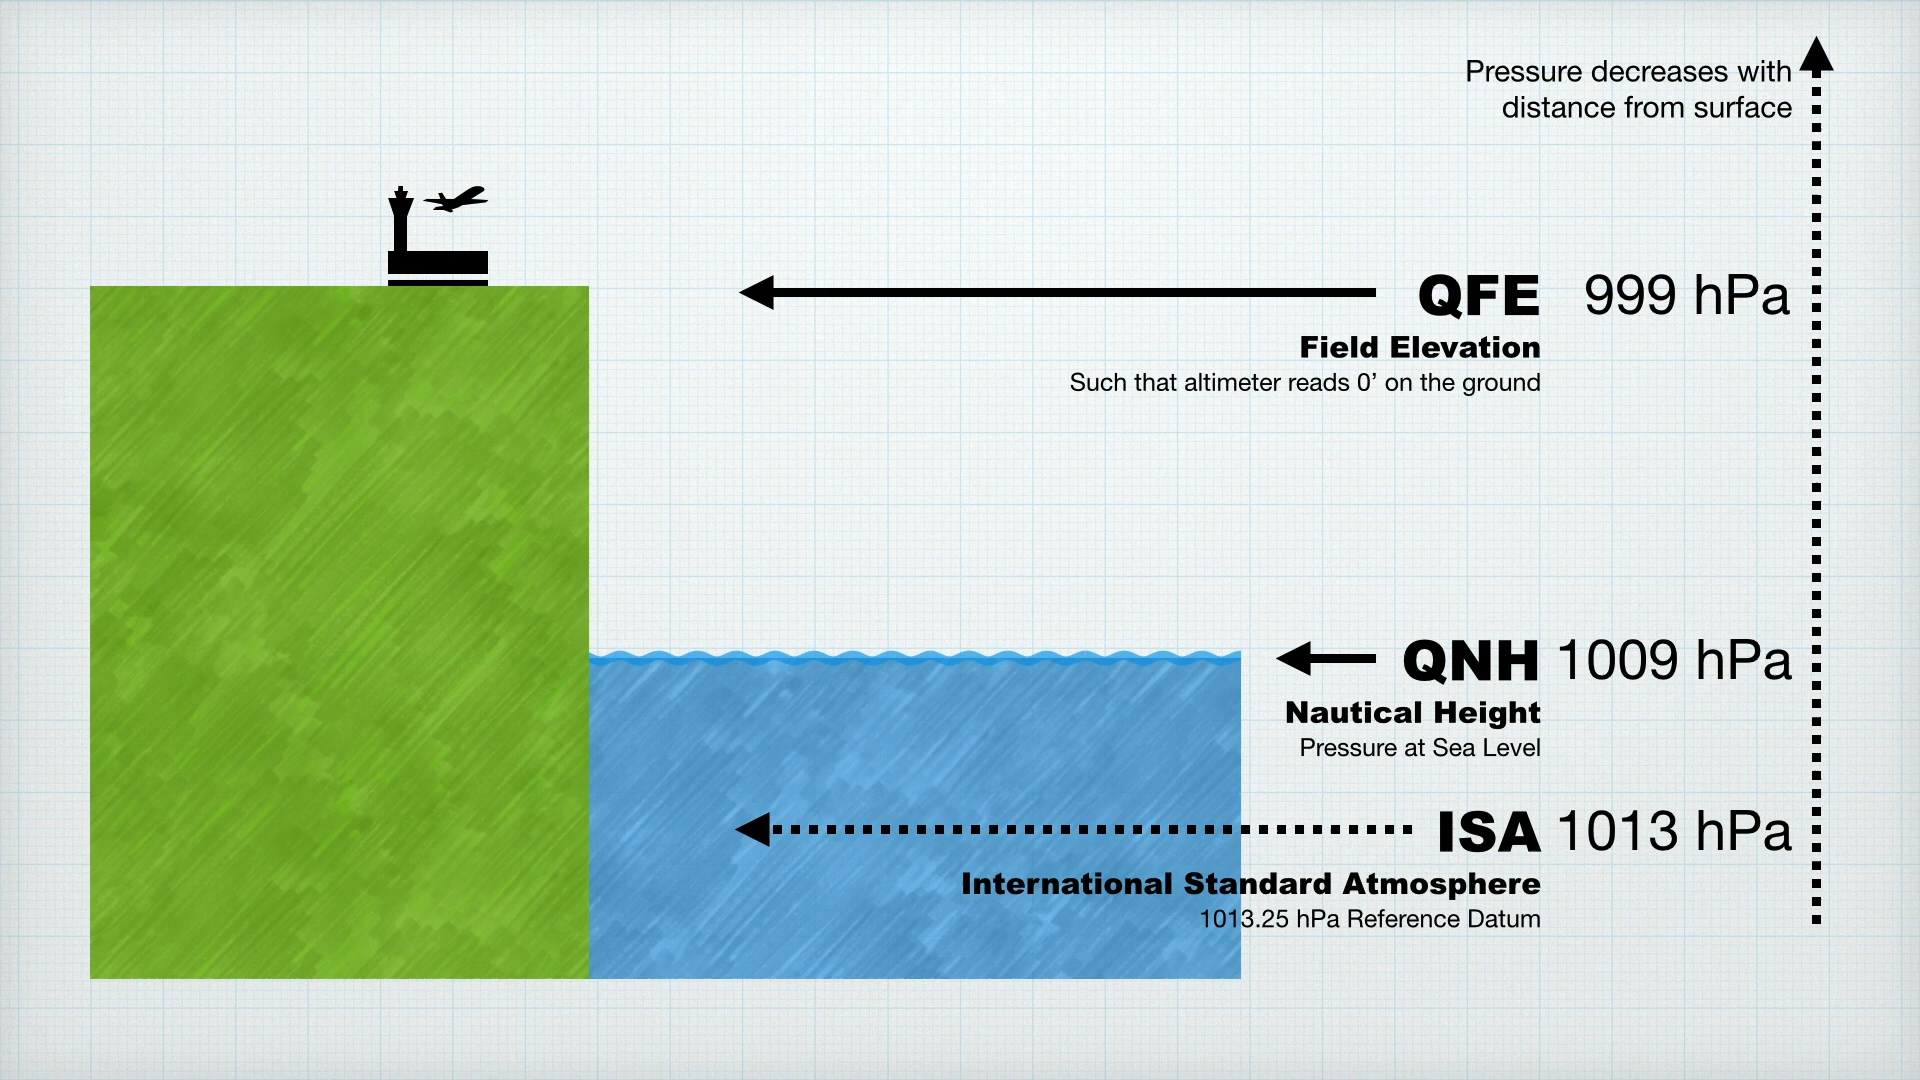 Pressure decreases with
distance from surface
QFE 999 hPa
Field Elevation
Such that altimeter reads 0’ on the ground
QNH 1009 hPa
Nautical Height
Pressure at Sea Level
ISA 1013 hPa
International Standard Atmosphere
1013.25 hPa Reference Datum